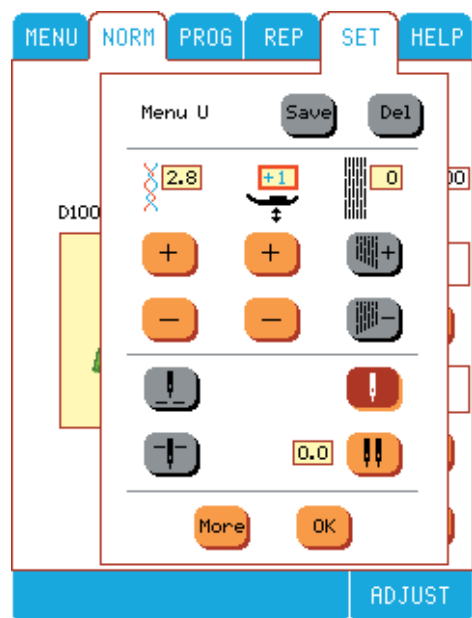 MENU NORM PROG REP SET HELP
Menu U Save Del
2.8 +1 0 00
D100
+ + +
- - -
0.0
More OK
ADJUST